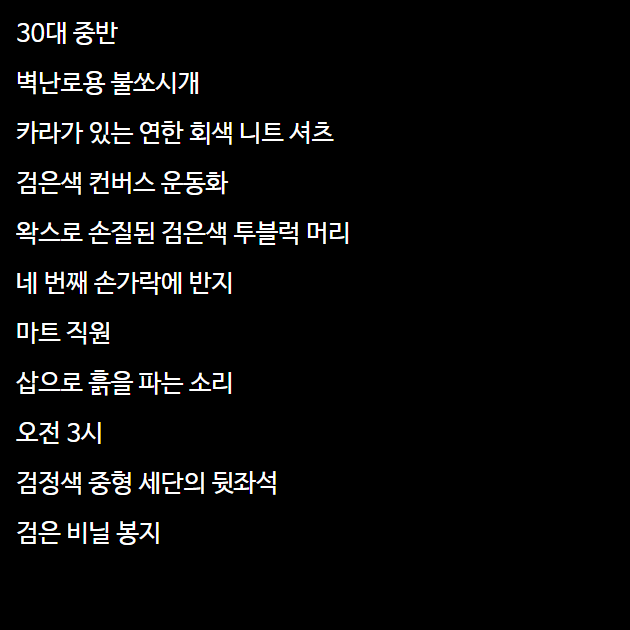 30대 중반
벽난로용 불쏘시개
카라가 있는 연한 회색 니트 셔츠
검은색 컨버스 운동화
왁스로 손질된 검은색 투블럭 머리
네 번째 손가락에 반지
마트 직원
삽으로 흙을 파는 소리
오전 3시
검정색 중형 세단의 뒷좌석
검은 비닐 봉지